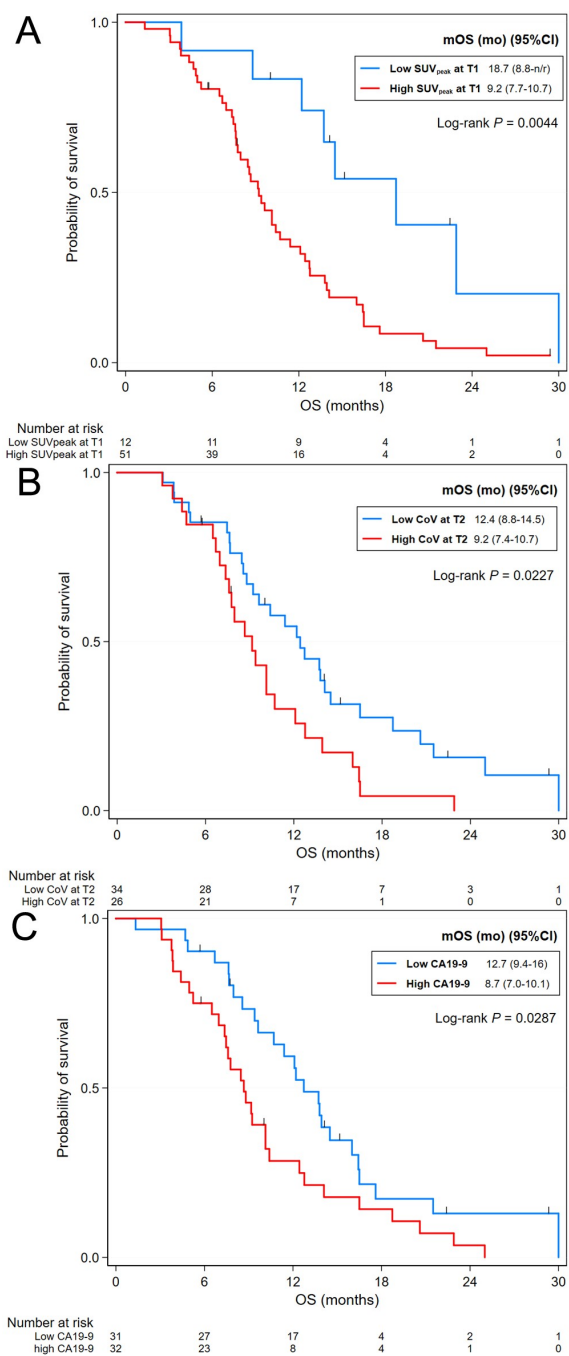 A
mOS (mo) (95%CI)
Low SUVpeak at T1 18.7 (8.8-n/r)
High SUVpeak at T1 9.2 (7.7-10.7)
Log-rank P = 0.0044
Probability of survival
1.0
0.5
0.0
0 6 12 18 24 30
OS (months)
Number at risk
Low SUVpeak at T1 12 11 9 4 1 1
High SUVpeak at T1 51 39 16 4 2 0
B
mOS (mo) (95%CI)
Low CoV at T2 12.4 (8.8-14.5)
High CoV at T2 9.2 (7.4-10.7)
Log-rank P = 0.0227
Probability of survival
1.0
0.5
0.0
0 6 12 18 24 30
OS (months)
Number at risk
Low CoV at T2 34 28 17 7 3 1
High CoV at T2 26 21 7 1 0 0
C
mOS (mo) (95%CI)
Low CA19-9 12.7 (9.4-16)
High CA19-9 8.7 (7.0-10.1)
Log-rank P = 0.0287
Probability of survival
1.0
0.5
0.0
0 6 12 18 24 30
OS (months)
Number at risk
Low CA19-9 31 27 17 4 2 1
high CA19-9 32 23 8 4 1 0